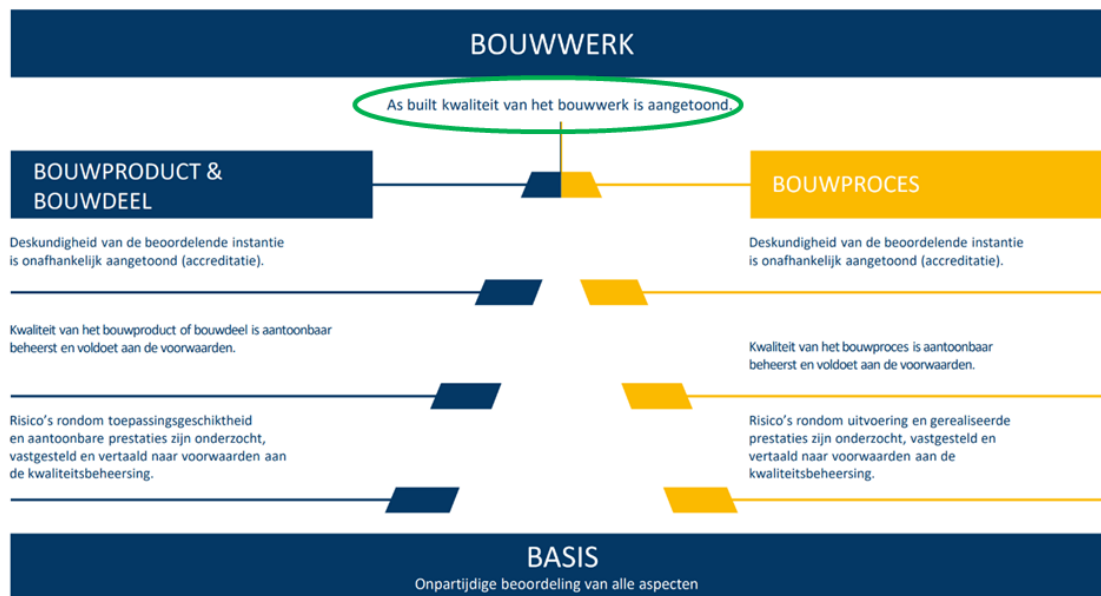 BOUWWERK
As built kwaliteit van het bouwwerk is aangetoond.
BOUWPRODUCT &
BOUWDEEL
BOUWPROCES
Deskundigheid van de beoordelende instantie
is onafhankelijk aangetoond (accreditatie).
Deskundigheid van de beoordelende instantie
is onafhankelijk aangetoond (accreditatie).
Kwaliteit van het bouwproduct of bouwdeel is aantoonbaar
beheerst en voldoet aan de voorwaarden.
Kwaliteit van het bouwproces is aantoonbaar
beheerst en voldoet aan de voorwaarden.
Risico's rondom toepassingsgeschiktheid
en aantoonbare prestaties zijn onderzocht,
vastgesteld en vertaald naar voorwaarden aan
de kwaliteitsbeheersing.
Risico's rondom uitvoering en gerealiseerde
prestaties zijn onderzocht, vastgesteld en
vertaald naar voorwaarden aan de
kwaliteitsbeheersing.
BASIS
Onpartijdige beoordeling van alle aspecten